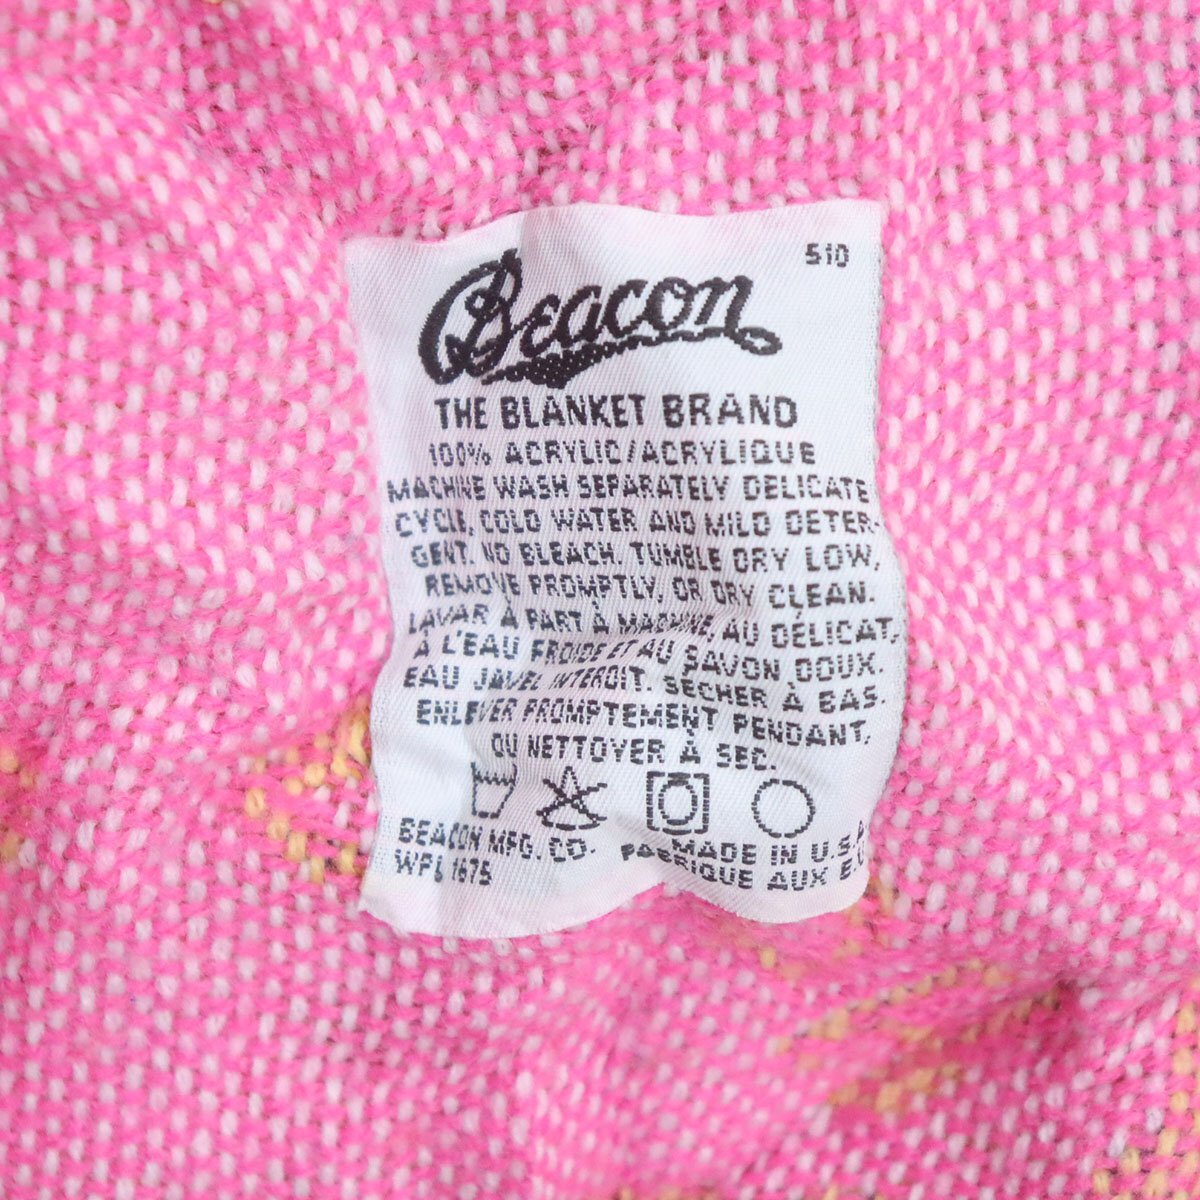 510
Beacon
THE BLANKET BRAND
100% ACRYLIC/ACRYLIQUE
MACHINE WASH SEPARATELY DELICATE
CYCLE, COLD WATER AND MILD DETER-
GENT. NO BLEACH. TUMBLE DRY LOW,
REMOVE PROMPTLY, OR DRY CLEAN.
LAVAR À PART À MACHINE, AU DÉLICAT,
À L'EAU FROIDE ET AU SAVON DOUX.
EAU JAVEL INTERDIT. SECHER À BAS.
ENLEVER PROMPTEMENT PENDANT,
OU NETTOYER À SEC.
BEACON MFG. CO. MADE IN U.S.A.
WPL 1675 FABRIQUE AUX E.U.